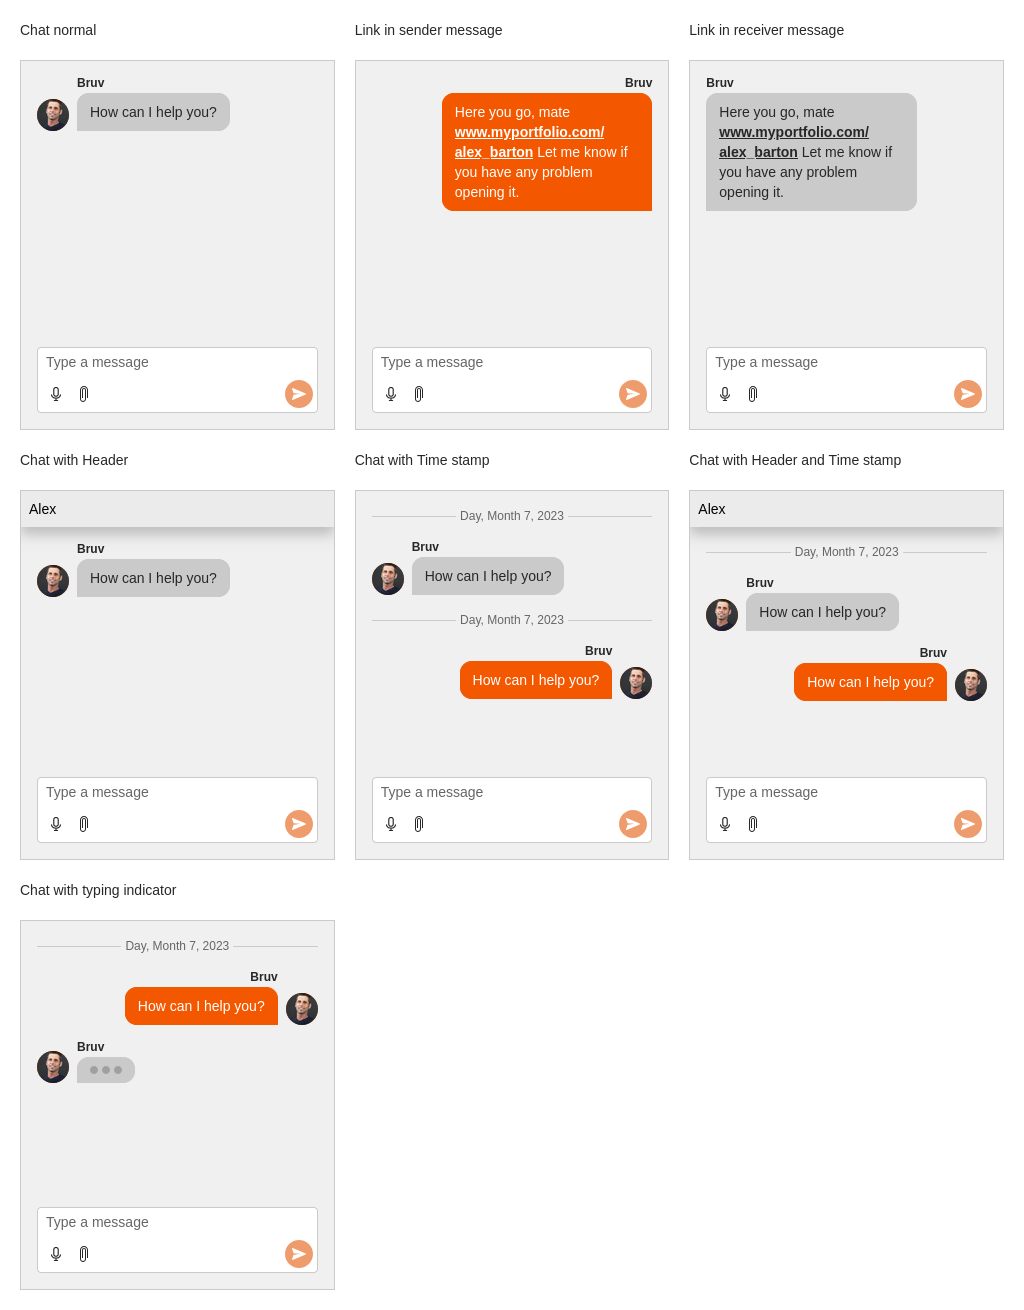 Chat normal
Link in sender message
Link in receiver message
Bruv
How can I help you?
Type a message
Bruv
Here you go, mate
www.myportfolio.com/
alex_barton Let me know if
you have any problem
opening it.
Type a message
Bruv
Here you go, mate
www.myportfolio.com/
alex_barton Let me know if
you have any problem
opening it.
Type a message
Chat with Header
Chat with Time stamp
Chat with Header and Time stamp
Alex
Bruv
How can I help you?
Type a message
Day, Month 7, 2023
Bruv
How can I help you?
Day, Month 7, 2023
Bruv
How can I help you?
Type a message
Alex
Day, Month 7, 2023
Bruv
How can I help you?
Bruv
How can I help you?
Type a message
Chat with typing indicator
Day, Month 7, 2023
Bruv
How can I help you?
Bruv
Type a message